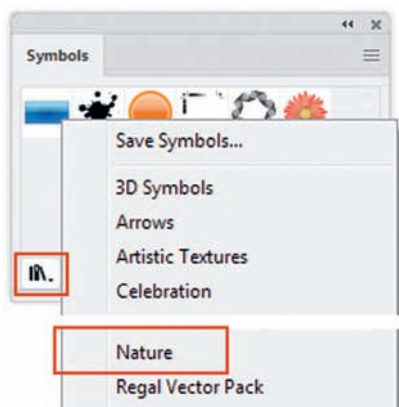 Symbols
Save Symbols...
3D Symbols
Arrows
Artistic Textures
Celebration
Nature
Regal Vector Pack